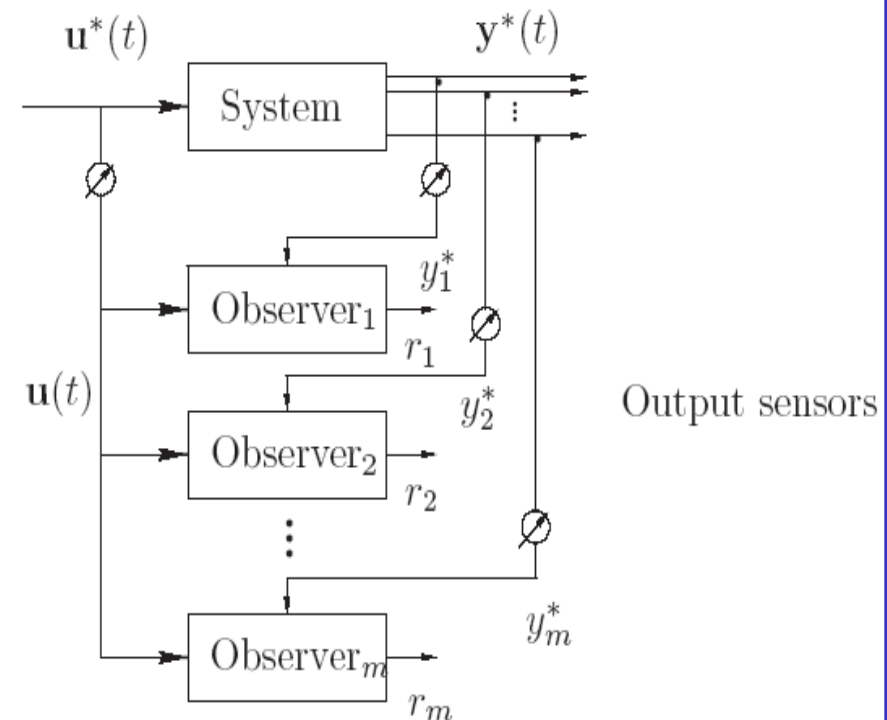 u*(t) y*(t)
System
⋮
y₁*
Observer₁
r₁
u(t)
Output sensors
y₂*
Observer₂
r₂
⋮
yₘ*
Observerₘ
rₘ